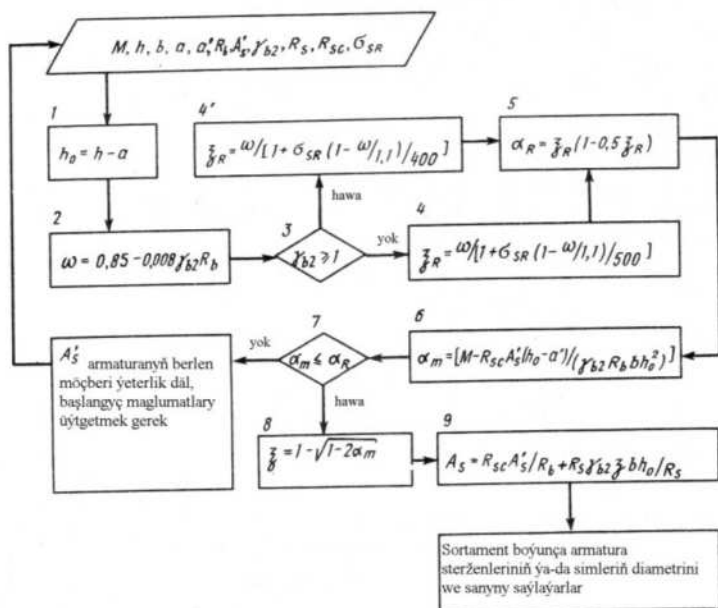 M, h, b, a, a', R_b A'_s, γ_b2, R_s, R_sc, σ_SR
1
h_0 = h - a
2
ω = 0,85 - 0,008 γ_b2 R_b
3
γ_b2 ⩾ 1
hawa
yok
4'
ξ_R = ω/[1 + σ_SR (1 - ω/1,1)/400]
4
ξ_R = ω/[1 + σ_SR (1 - ω/1,1)/500]
5
α_R = ξ_R (1 - 0,5 ξ_R)
6
α_m = [M - R_sc A'_s (h_0 - a')/(γ_b2 R_b b h_0^2)]
7
α_m ⩽ α_R
yok
hawa
A'_s armaturanyň berlen
möçberi ýeterlik däl,
başlangyç maglumatlary
üýtgetmek gerek
8
ξ = 1 - √(1 - 2α_m)
9
A_s = R_sc A'_s/R_b + R_s γ_b2 ξ b h_0/R_s
Sortament boýunça armatura
sterženleriniň ýa-da simleriň diametrini
we sanyny saýlaýarlar